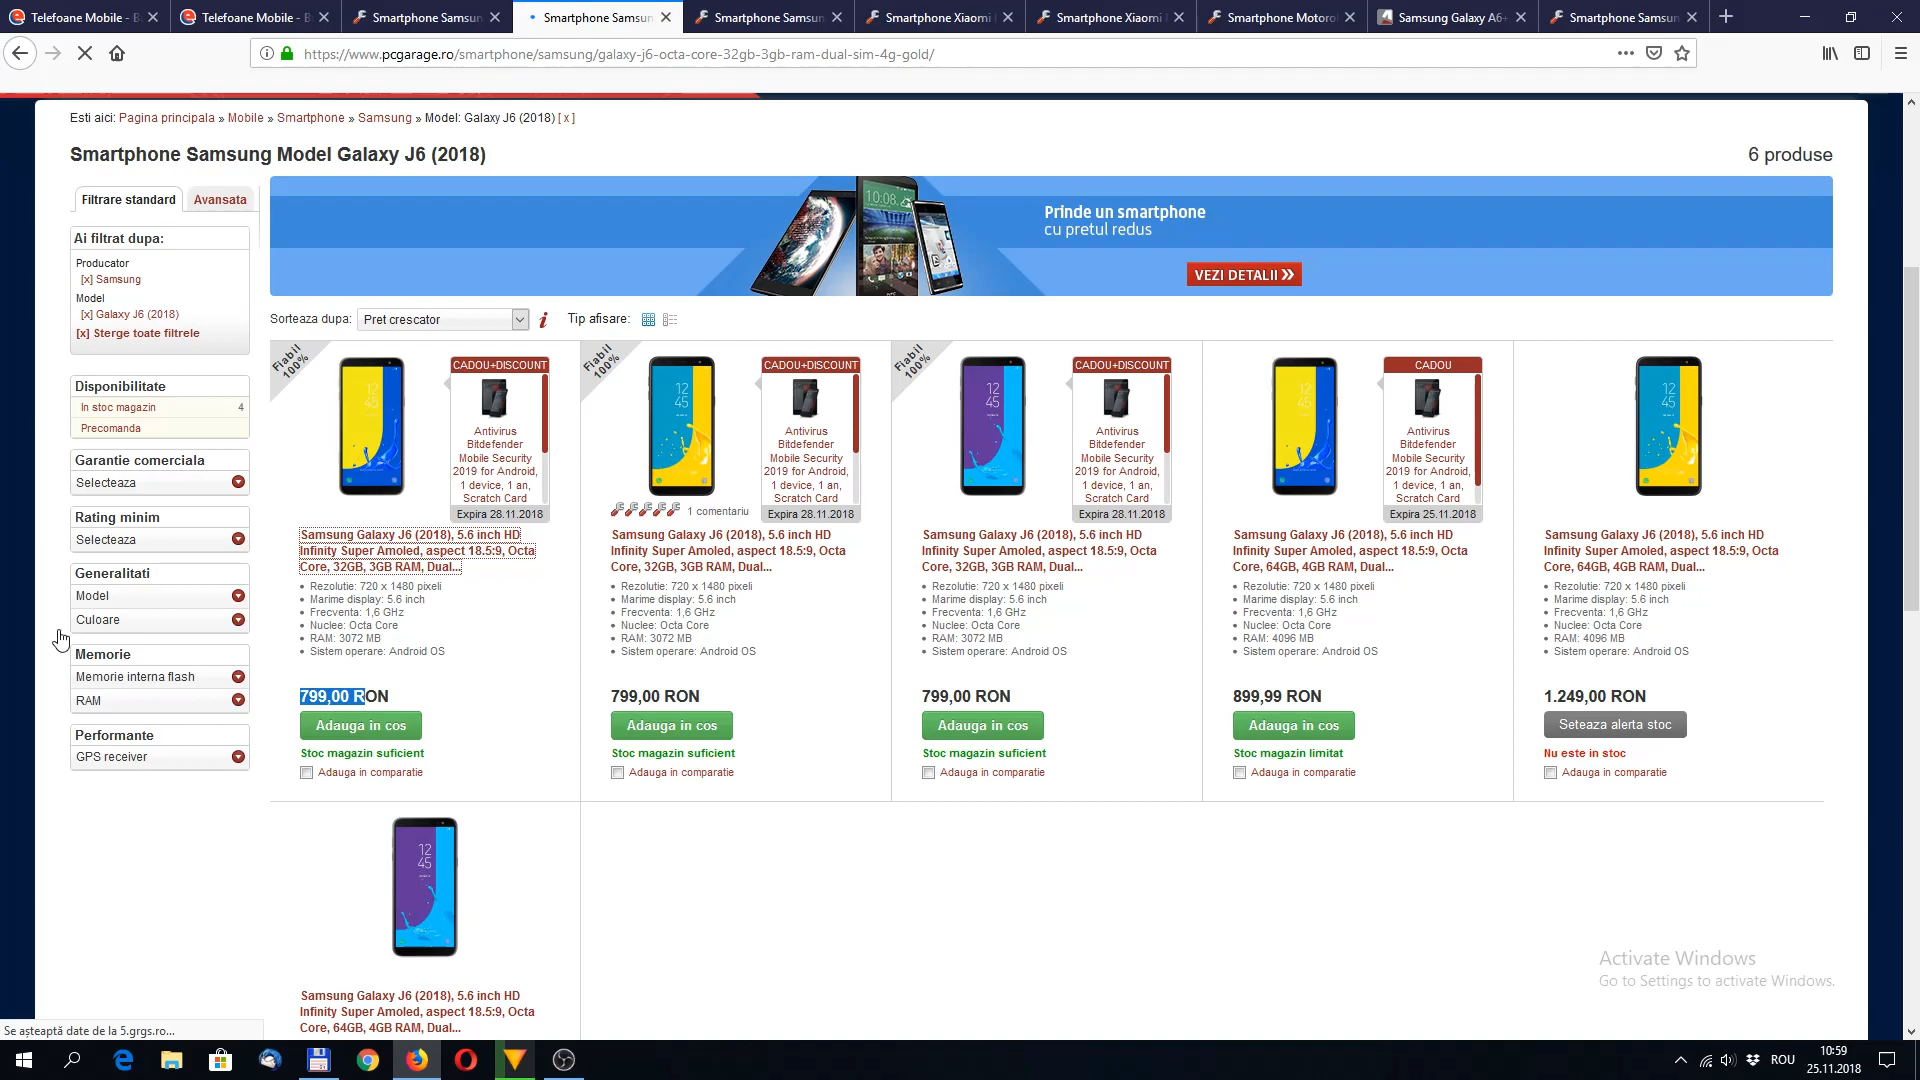 Telefoane Mobile - B
Telefoane Mobile - B
Smartphone Samsun
Smartphone Samsun
Smartphone Samsun
Smartphone Xiaomi
Smartphone Xiaomi
Smartphone Motorol
Samsung Galaxy A6+
Smartphone Samsun
https://www.pcgarage.ro/smartphone/samsung/galaxy-j6-octa-core-32gb-3gb-ram-dual-sim-4g-gold/
Esti aici: Pagina principala » Mobile » Smartphone » Samsung » Model: Galaxy J6 (2018) [ x ]
Smartphone Samsung Model Galaxy J6 (2018)
6 produse
Filtrare standard
Avansata
Ai filtrat dupa:
Producator
[x] Samsung
Model
[x] Galaxy J6 (2018)
[x] Sterge toate filtrele
Disponibilitate
In stoc magazin 4
Precomanda
Garantie comerciala
Selecteaza
Rating minim
Selecteaza
Generalitati
Model
Culoare
Memorie
Memorie interna flash
RAM
Performante
GPS receiver
10:08
Prinde un smartphone
cu pretul redus
VEZI DETALII
Sorteaza dupa: Pret crescator
Tip afisare:
Fiabil
100%
12
45
CADOU+DISCOUNT
Antivirus
Bitdefender
Mobile Security
2019 for Android,
1 device, 1 an,
Scratch Card
Expira 28.11.2018
Samsung Galaxy J6 (2018), 5.6 inch HD
Infinity Super Amoled, aspect 18.5:9, Octa
Core, 32GB, 3GB RAM, Dual...
Rezolutie: 720 x 1480 pixeli
Marime display: 5.6 inch
Frecventa: 1,6 GHz
Nuclee: Octa Core
RAM: 3072 MB
Sistem operare: Android OS
799,00 RON
Adauga in cos
Stoc magazin suficient
Adauga in comparatie
Fiabil
100%
12
45
CADOU+DISCOUNT
Antivirus
Bitdefender
Mobile Security
2019 for Android,
1 device, 1 an,
Scratch Card
Expira 28.11.2018
1 comentariu
Samsung Galaxy J6 (2018), 5.6 inch HD
Infinity Super Amoled, aspect 18.5:9, Octa
Core, 32GB, 3GB RAM, Dual...
Rezolutie: 720 x 1480 pixeli
Marime display: 5.6 inch
Frecventa: 1,6 GHz
Nuclee: Octa Core
RAM: 3072 MB
Sistem operare: Android OS
799,00 RON
Adauga in cos
Stoc magazin suficient
Adauga in comparatie
Fiabil
100%
12
45
CADOU+DISCOUNT
Antivirus
Bitdefender
Mobile Security
2019 for Android,
1 device, 1 an,
Scratch Card
Expira 28.11.2018
Samsung Galaxy J6 (2018), 5.6 inch HD
Infinity Super Amoled, aspect 18.5:9, Octa
Core, 32GB, 3GB RAM, Dual...
Rezolutie: 720 x 1480 pixeli
Marime display: 5.6 inch
Frecventa: 1,6 GHz
Nuclee: Octa Core
RAM: 3072 MB
Sistem operare: Android OS
799,00 RON
Adauga in cos
Stoc magazin suficient
Adauga in comparatie
12
45
CADOU
Antivirus
Bitdefender
Mobile Security
2019 for Android,
1 device, 1 an,
Scratch Card
Expira 25.11.2018
Samsung Galaxy J6 (2018), 5.6 inch HD
Infinity Super Amoled, aspect 18.5:9, Octa
Core, 64GB, 4GB RAM, Dual...
Rezolutie: 720 x 1480 pixeli
Marime display: 5.6 inch
Frecventa: 1,6 GHz
Nuclee: Octa Core
RAM: 4096 MB
Sistem operare: Android OS
899,99 RON
Adauga in cos
Stoc magazin limitat
Adauga in comparatie
12
45
Samsung Galaxy J6 (2018), 5.6 inch HD
Infinity Super Amoled, aspect 18.5:9, Octa
Core, 64GB, 4GB RAM, Dual...
Rezolutie: 720 x 1480 pixeli
Marime display: 5.6 inch
Frecventa: 1,6 GHz
Nuclee: Octa Core
RAM: 4096 MB
Sistem operare: Android OS
1.249,00 RON
Seteaza alerta stoc
Nu este in stoc
Adauga in comparatie
12
45
Samsung Galaxy J6 (2018), 5.6 inch HD
Infinity Super Amoled, aspect 18.5:9, Octa
Core, 64GB, 4GB RAM, Dual...
Activate Windows
Go to Settings to activate Windows.
Se așteaptă date de la 5.grgs.ro...
ROU
10:59
25.11.2018